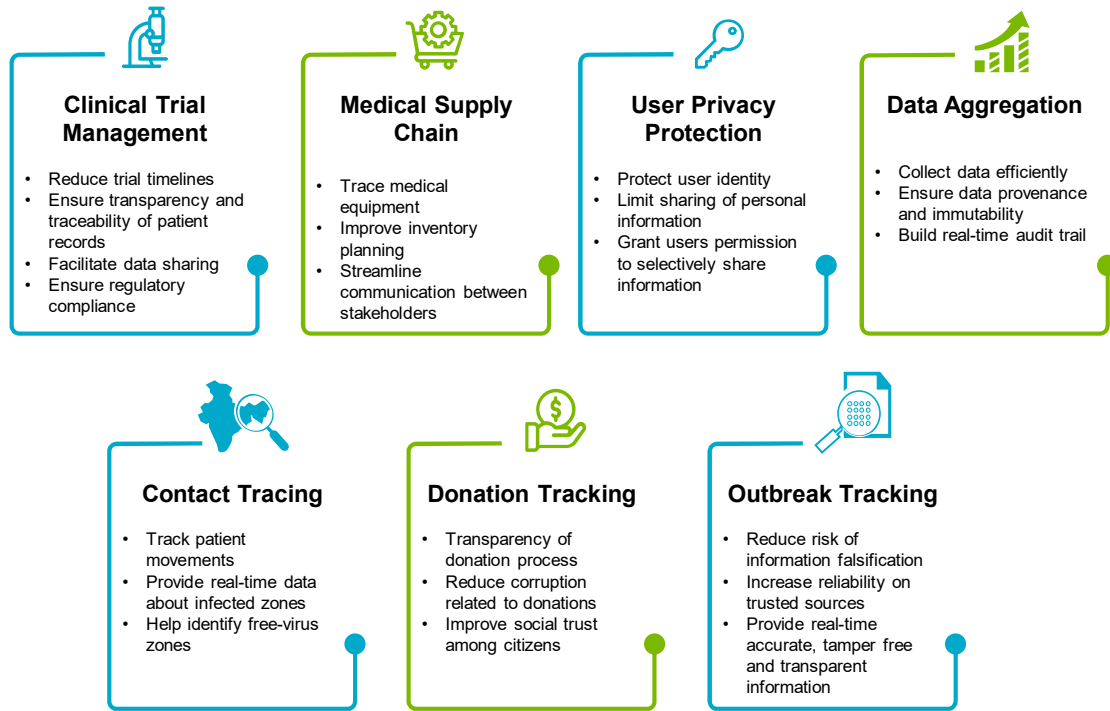 Clinical Trial
Management
• Reduce trial timelines
• Ensure transparency and
traceability of patient
records
• Facilitate data sharing
• Ensure regulatory
compliance
Medical Supply
Chain
• Trace medical
equipment
• Improve inventory
planning
• Streamline
communication between
stakeholders
User Privacy
Protection
• Protect user identity
• Limit sharing of personal
information
• Grant users permission
to selectively share
information
Data Aggregation
• Collect data efficiently
• Ensure data provenance
and immutability
• Build real-time audit trail
Contact Tracing
• Track patient
movements
• Provide real-time data
about infected zones
• Help identify free-virus
zones
$
Donation Tracking
• Transparency of
donation process
• Reduce corruption
related to donations
• Improve social trust
among citizens
Outbreak Tracking
• Reduce risk of
information falsification
• Increase reliability on
trusted sources
• Provide real-time
accurate, tamper free
and transparent
information